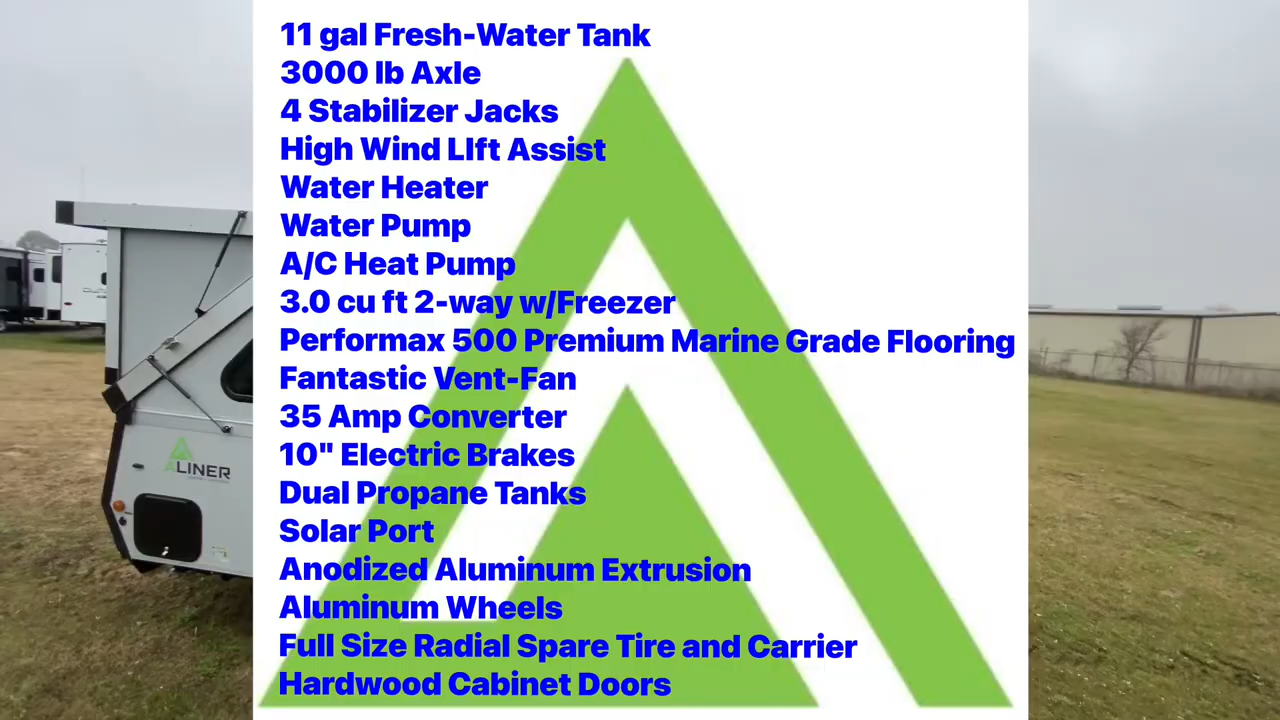 11 gal Fresh-Water Tank
3000 lb Axle
4 Stabilizer Jacks
High Wind LIft Assist
Water Heater
Water Pump
A/C Heat Pump
3.0 cu ft 2-way w/Freezer
Performax 500 Premium Marine Grade Flooring
Fantastic Vent-Fan
35 Amp Converter
10" Electric Brakes
Dual Propane Tanks
Solar Port
Anodized Aluminum Extrusion
Aluminum Wheels
Full Size Radial Spare Tire and Carrier
Hardwood Cabinet Doors
ALINER